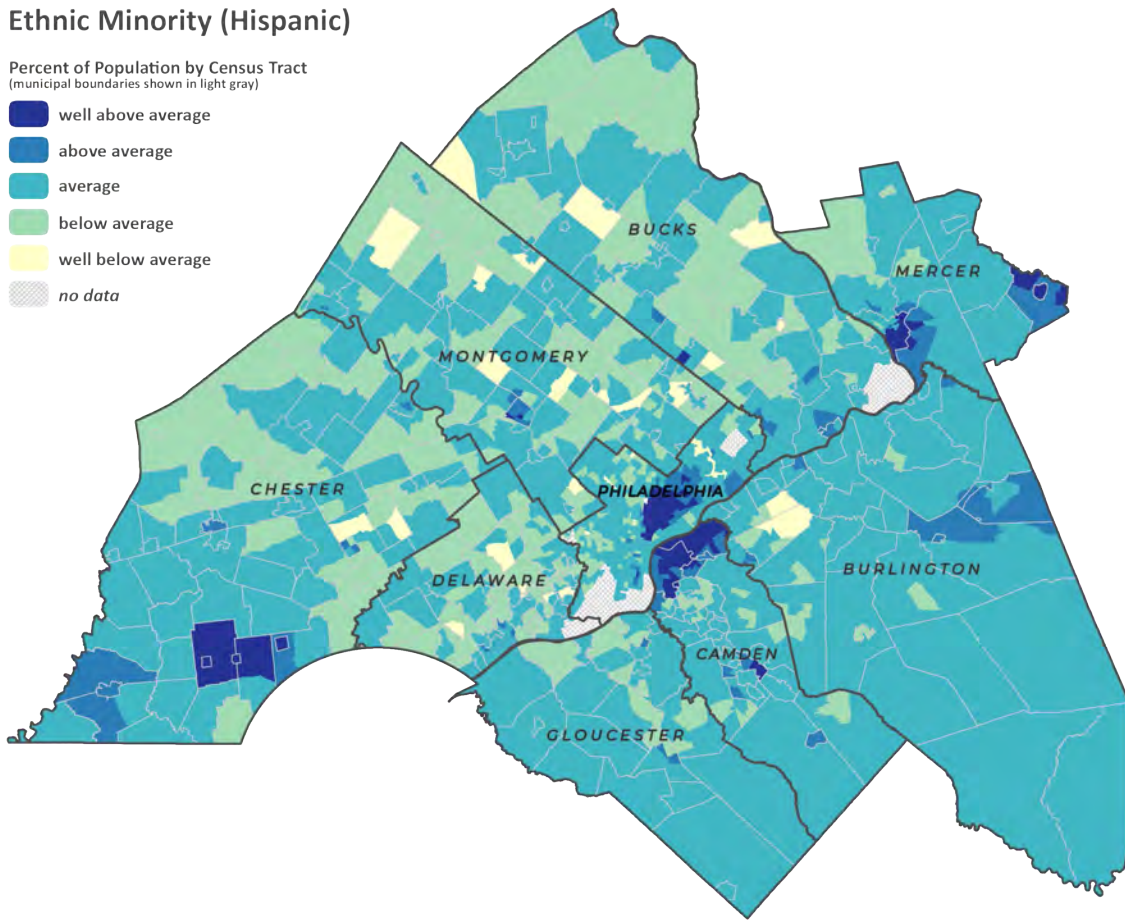 Ethnic Minority (Hispanic)
Percent of Population by Census Tract
(municipal boundaries shown in light gray)
well above average
above average
average
below average
well below average
no data
BUCKS
MERCER
MONTGOMERY
CHESTER
PHILADELPHIA
DELAWARE
BURLINGTON
CAMDEN
GLOUCESTER